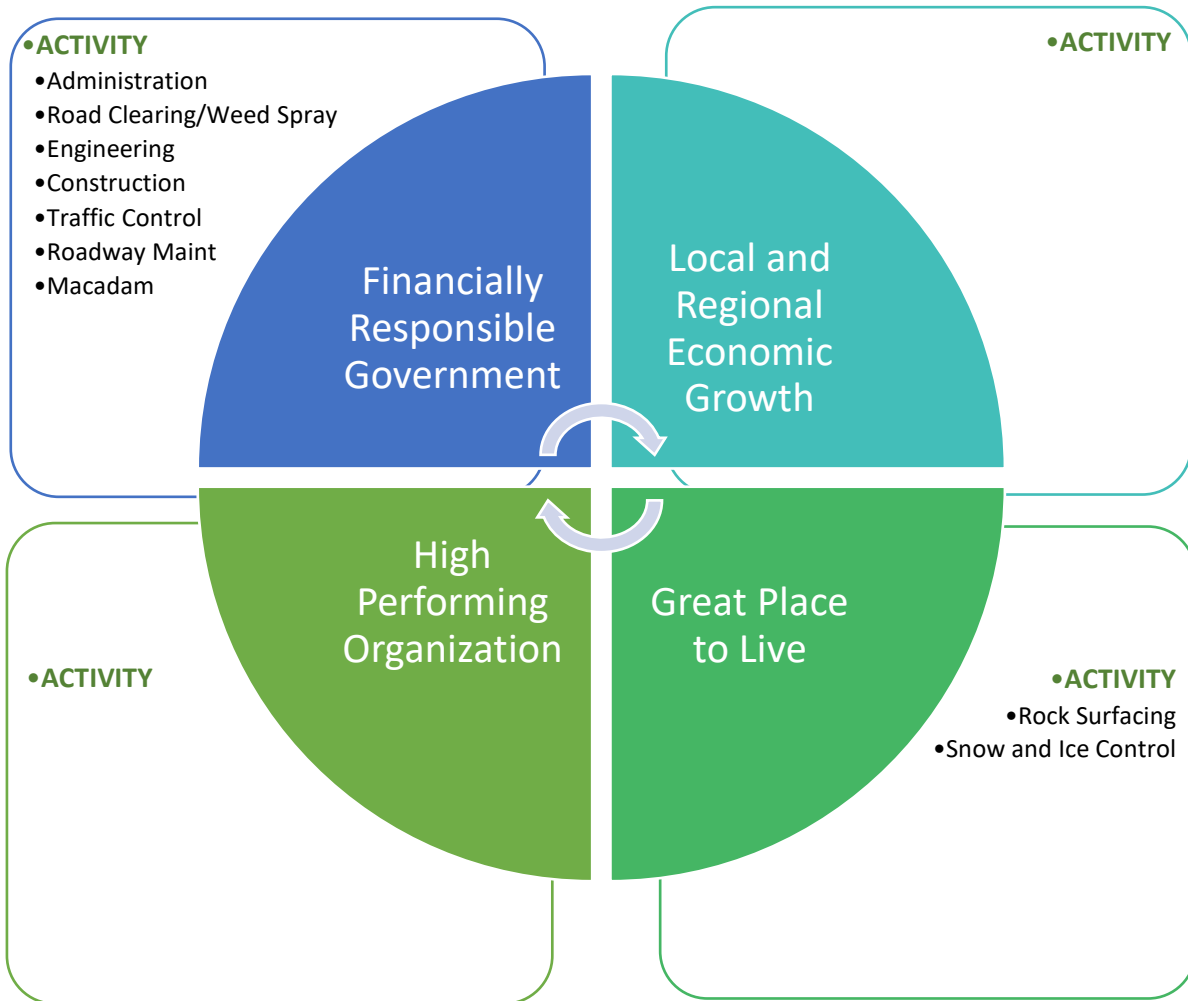 •ACTIVITY
•Administration
•Road Clearing/Weed Spray
•Engineering
•Construction
•Traffic Control
•Roadway Maint
•Macadam
Financially
Responsible
Government
•ACTIVITY
Local and
Regional
Economic
Growth
•ACTIVITY
High
Performing
Organization
Great Place
to Live
•ACTIVITY
•Rock Surfacing
•Snow and Ice Control